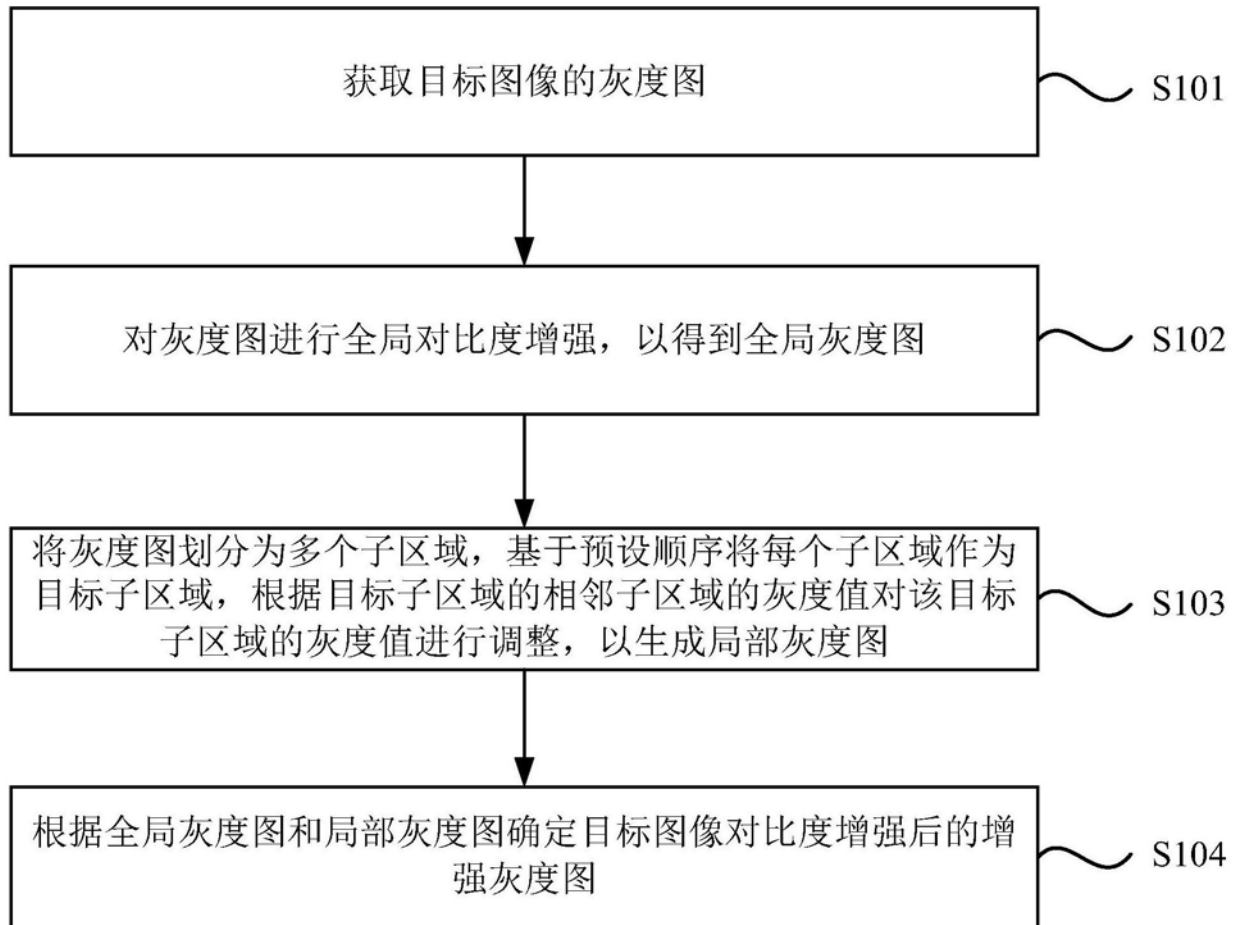 获取目标图像的灰度图
S101
对灰度图进行全局对比度增强，以得到全局灰度图
S102
将灰度图划分为多个子区域，基于预设顺序将每个子区域作为
目标子区域，根据目标子区域的相邻子区域的灰度值对该目标
子区域的灰度值进行调整，以生成局部灰度图
S103
根据全局灰度图和局部灰度图确定目标图像对比度增强后的增
强灰度图
S104